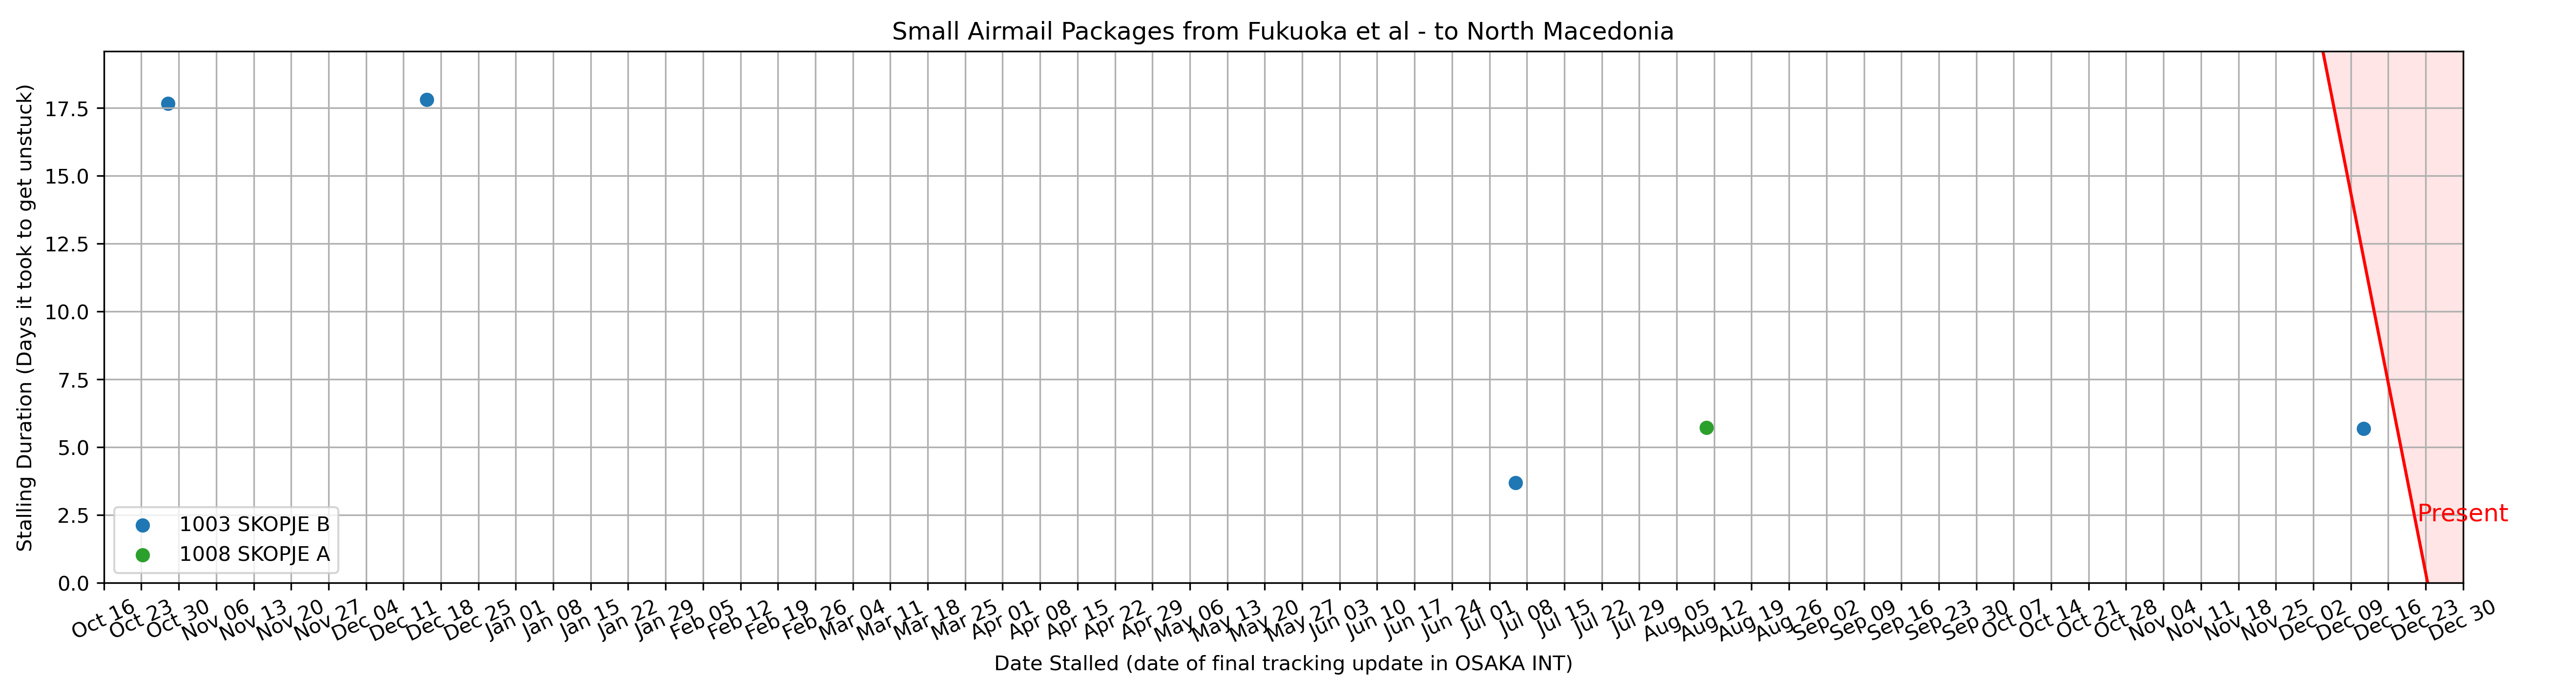 Small Airmail Packages from Fukuoka et al - to North Macedonia
Stalling Duration (Days it took to get unstuck)
17.5
15.0
12.5
10.0
7.5
5.0
2.5
0.0
1003 SKOPJE B
1008 SKOPJE A
Present
Oct 16
Oct 23
Oct 30
Nov 06
Nov 13
Nov 20
Nov 27
Dec 04
Dec 11
Dec 18
Dec 25
Jan 01
Jan 08
Jan 15
Jan 22
Jan 29
Feb 05
Feb 12
Feb 19
Feb 26
Mar 04
Mar 11
Mar 18
Mar 25
Apr 01
Apr 08
Apr 15
Apr 22
Apr 29
May 06
May 13
May 20
May 27
Jun 03
Jun 10
Jun 17
Jun 24
Jul 01
Jul 08
Jul 15
Jul 22
Jul 29
Aug 05
Aug 12
Aug 19
Aug 26
Sep 02
Sep 09
Sep 16
Sep 23
Sep 30
Oct 07
Oct 14
Oct 21
Oct 28
Nov 04
Nov 11
Nov 18
Nov 25
Dec 02
Dec 09
Dec 16
Dec 23
Dec 30
Date Stalled (date of final tracking update in OSAKA INT)